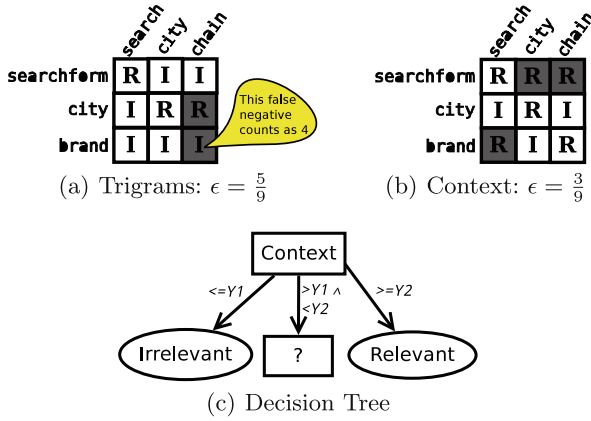 search city chain
searchform R I I
city I R R
brand I I I
This false
negative
counts as 4
(a) Trigrams: ϵ = 5/9
search city chain
searchform R R R
city I R I
brand R I R
(b) Context: ϵ = 3/9
Context
<=Y1
>Y1 ∧
<Y2
>=Y2
Irrelevant
?
Relevant
(c) Decision Tree